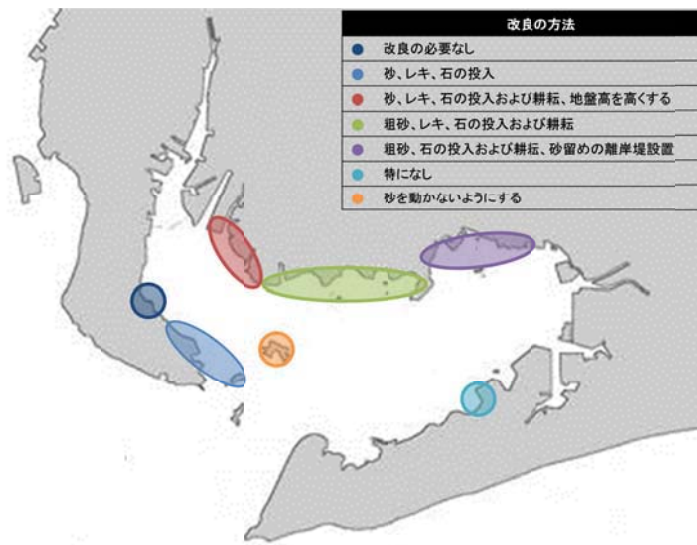 改良の方法
改良の必要なし
砂、レキ、石の投入
砂、レキ、石の投入および耕耘、地盤高を高くする
粗砂、レキ、石の投入および耕耘
粗砂、石の投入および耕耘、砂留めの離岸堤設置
特になし
砂を動かないようにする